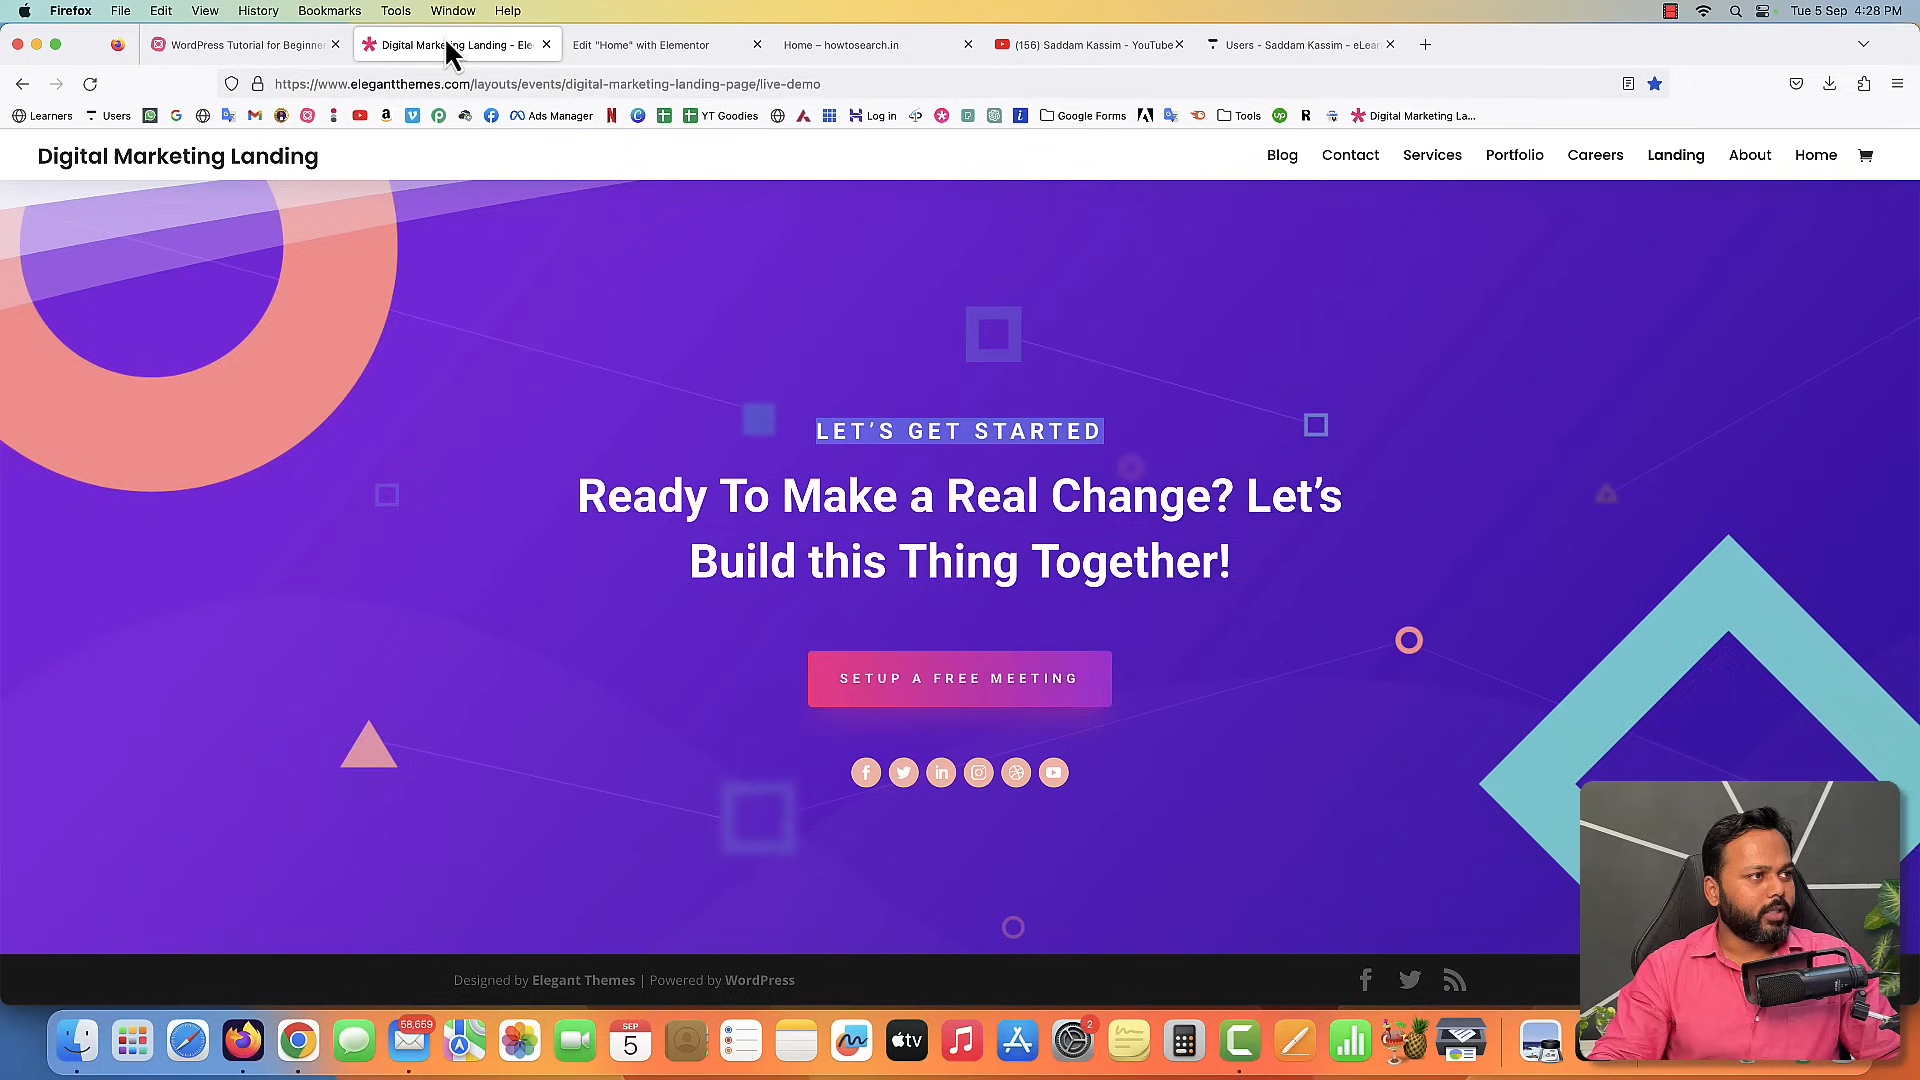 Firefox File Edit View History Bookmarks Tools Window Help Tue 5 Sep 4:28 PM
WordPress Tutorial for Beginner Digital Marketing Landing - Ele Edit "Home" with Elementor Home – howtosearch.in (156) Saddam Kassim - YouTube Users - Saddam Kassim - eLear
https://www.elegantthemes.com/layouts/events/digital-marketing-landing-page/live-demo
Learners Users Ads Manager YT Goodies Log in Google Forms Tools Digital Marketing La...
Digital Marketing Landing Blog Contact Services Portfolio Careers Landing About Home
LET’S GET STARTED
Ready To Make a Real Change? Let’s
Build this Thing Together!
SETUP A FREE MEETING
Designed by Elegant Themes | Powered by WordPress
58,659 SEP 5 tv 2